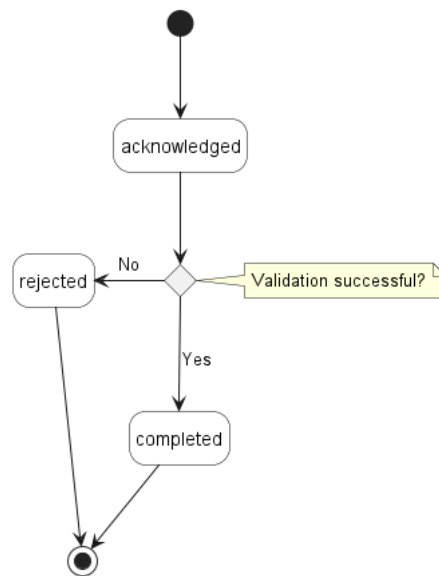 acknowledged
No
rejected
Validation successful?
Yes
completed